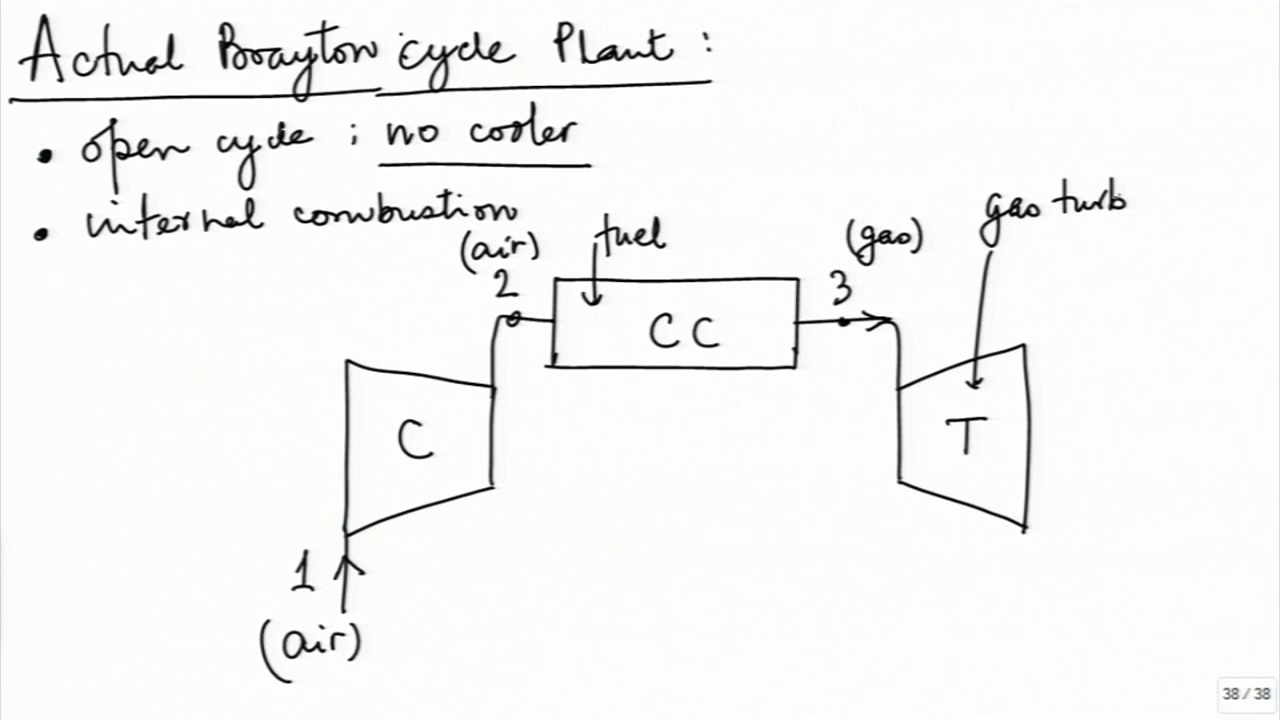 Actual Brayton cycle Plant :
• open cycle ; no cooler
• internal combustion
(air)
fuel
(gas)
gas turb
2
3
CC
C
T
1
(air)
38 / 38